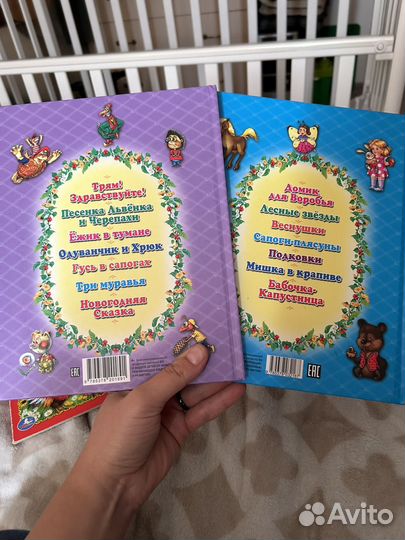 Трям!
Здравствуйте!
Песенка Львёнка
и Черепахи
Ёжик в тумане
Одуванчик и Хрюк
Гусь в сапогах
Три муравья
Новогодняя
Сказка
Домик
для Воробья
Лесные звёзды
Веснушки
Сапоги-плясуны
Подковки
Мишка в крапиве
Бабочка-
Капустница
EAC
EAC
Avito